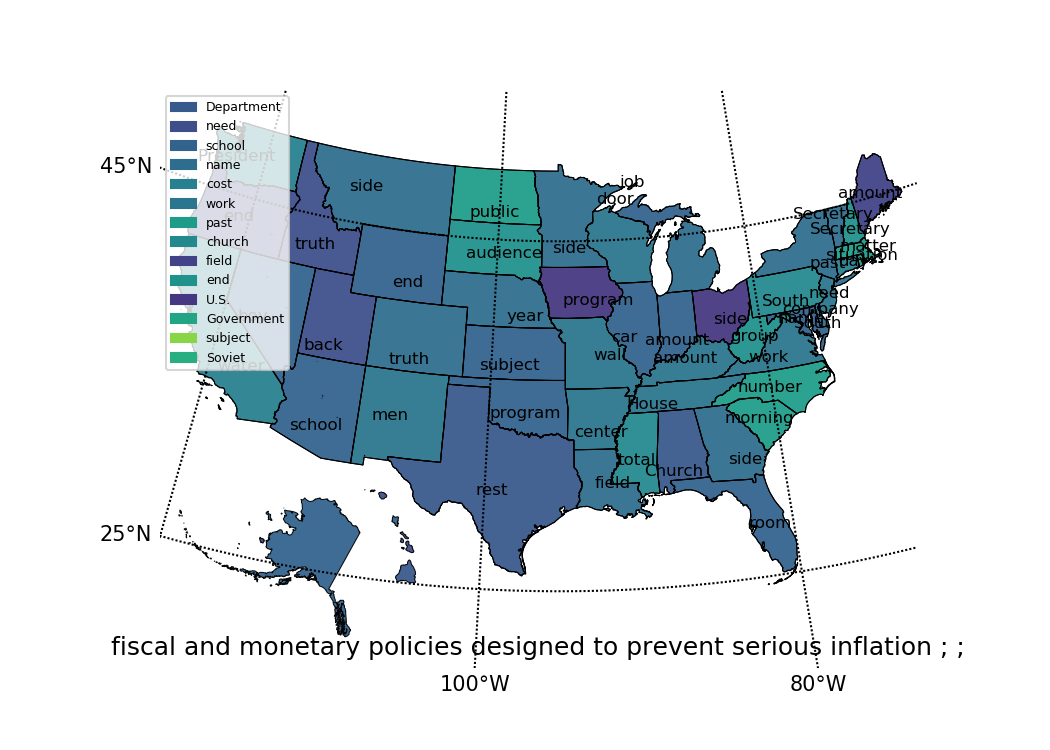 Department
need
school
name
cost
work
past
church
field
end
U.S.
Government
subject
Soviet
45°N
25°N
100°W
80°W
President
end
water
side
truth
back
end
truth
school
men
public
audience
year
subject
program
rest
job
door
side
program
car
wall
center
total
field
House
Church
amount
amount
side
group
work
South
number
morning
side
room
amount
Secretary
Secretary
matter
situation
past
day
need
company
fiscal and monetary policies designed to prevent serious inflation ; ;